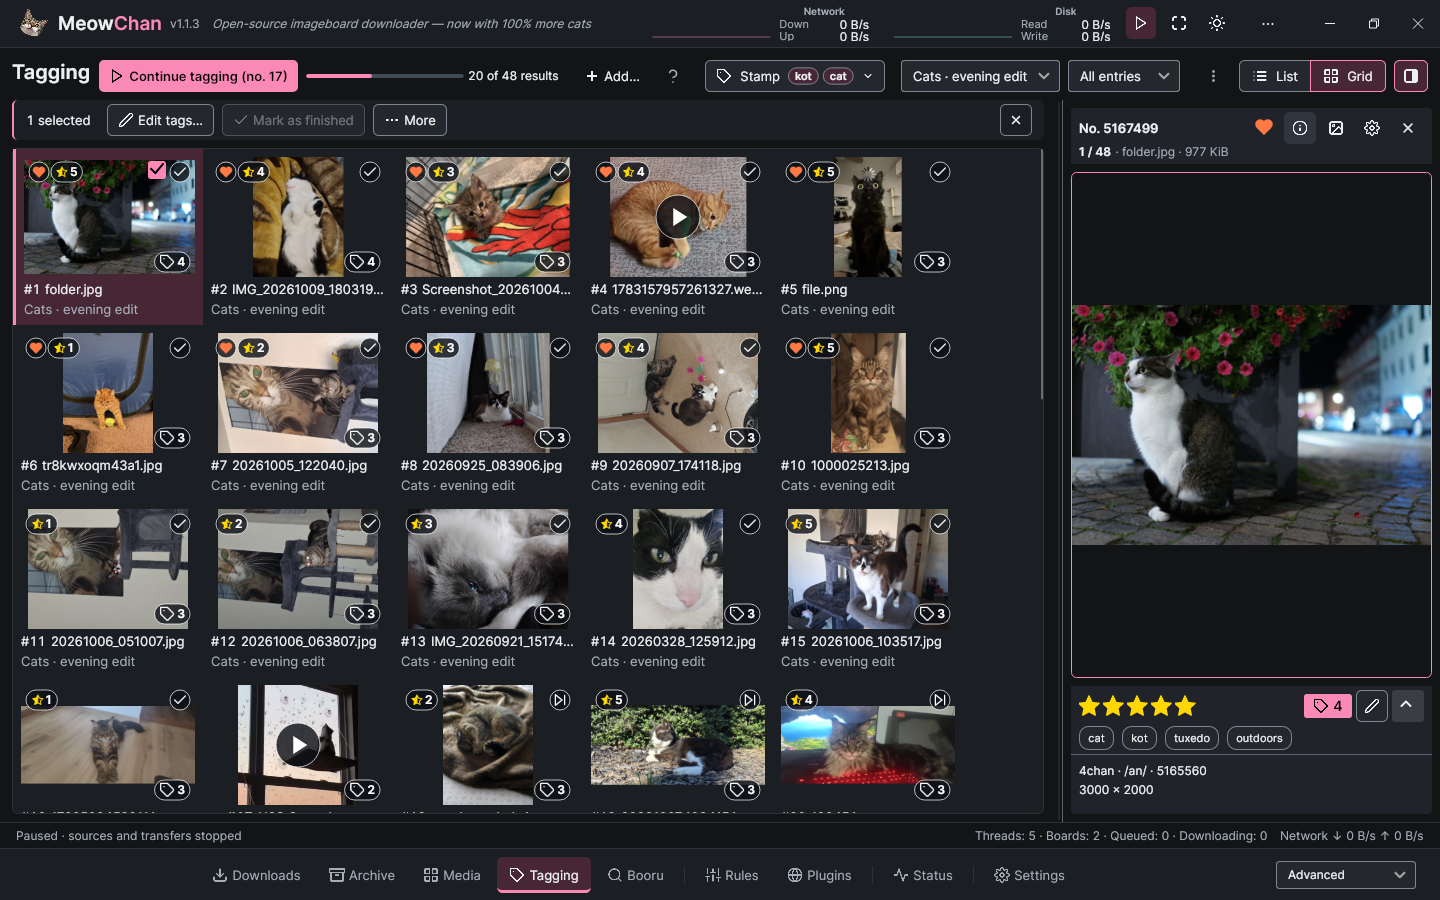 MeowChan v1.1.3 Open-source imageboard downloader — now with 100% more cats
Network
Down 0 B/s
Up 0 B/s
Disk
Read 0 B/s
Write 0 B/s
Tagging
Continue tagging (no. 17)
20 of 48 results
Add...
?
Stamp kot cat
Cats · evening edit
All entries
List
Grid
1 selected
Edit tags...
Mark as finished
More
5
4
#1 folder.jpg
Cats · evening edit
4
4
#2 IMG_20261009_180319...
Cats · evening edit
3
3
#3 Screenshot_20261004...
Cats · evening edit
4
3
#4 1783157957261327.we...
Cats · evening edit
5
3
#5 file.png
Cats · evening edit
1
3
#6 tr8kwxoqm43a1.jpg
Cats · evening edit
2
3
#7 20261005_122040.jpg
Cats · evening edit
3
3
#8 20260925_083906.jpg
Cats · evening edit
4
3
#9 20260907_174118.jpg
Cats · evening edit
5
3
#10 1000025213.jpg
Cats · evening edit
1
3
#11 20261006_051007.jpg
Cats · evening edit
2
3
#12 20261006_063807.jpg
Cats · evening edit
3
3
#13 IMG_20260921_15174...
Cats · evening edit
4
3
#14 20260328_125912.jpg
Cats · evening edit
5
3
#15 20261006_103517.jpg
Cats · evening edit
1
3
2
2
3
5
3
4
3
No. 5167499
1 / 48 · folder.jpg · 977 KiB
4
cat
kot
tuxedo
outdoors
4chan · /an/ · 5165560
3000 × 2000
Paused · sources and transfers stopped
Threads: 5 · Boards: 2 · Queued: 0 · Downloading: 0 Network ↓ 0 B/s ↑ 0 B/s
Downloads
Archive
Media
Tagging
Booru
Rules
Plugins
Status
Settings
Advanced